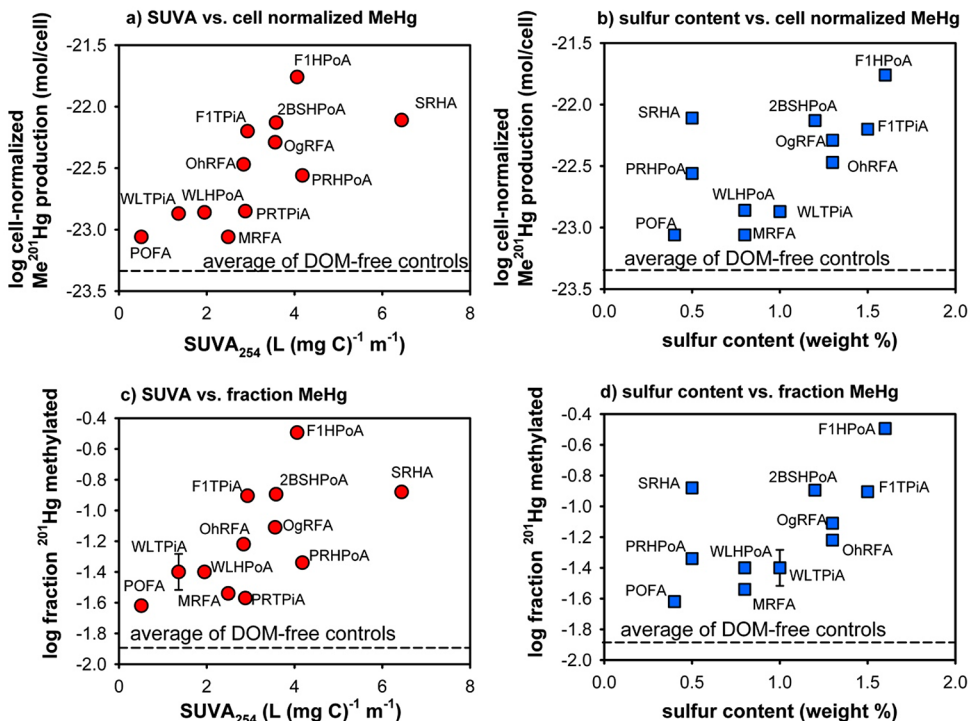 a) SUVA vs. cell normalized MeHg
log cell-normalized
Me²⁰¹Hg production (mol/cell)
-21.5
-22.0
-22.5
-23.0
-23.5
F1HPoA
2BSHPoA
SRHA
F1TPiA
OgRFA
OhRFA
PRHPoA
WLTPiA
WLHPoA
PRTPiA
MRFA
POFA
average of DOM-free controls
0 2 4 6 8
SUVA₂₅₄ (L (mg C)⁻¹ m⁻¹)
b) sulfur content vs. cell normalized MeHg
log cell-normalized
Me²⁰¹Hg production (mol/cell)
-21.5
-22.0
-22.5
-23.0
-23.5
F1HPoA
SRHA
2BSHPoA
F1TPiA
OgRFA
OhRFA
PRHPoA
WLHPoA
WLTPiA
POFA
MRFA
average of DOM-free controls
0.0 0.5 1.0 1.5 2.0
sulfur content (weight %)
c) SUVA vs. fraction MeHg
log fraction ²⁰¹Hg methylated
-0.4
-0.6
-0.8
-1.0
-1.2
-1.4
-1.6
-1.8
-2.0
F1HPoA
SRHA
F1TPiA
2BSHPoA
OgRFA
OhRFA
WLTPiA
PRHPoA
WLHPoA
POFA
MRFA
PRTPiA
average of DOM-free controls
0 2 4 6 8
SUVA₂₅₄ (L (mg C)⁻¹ m⁻¹)
d) sulfur content vs. fraction MeHg
log fraction ²⁰¹Hg methylated
-0.4
-0.6
-0.8
-1.0
-1.2
-1.4
-1.6
-1.8
-2.0
F1HPoA
SRHA
2BSHPoA
F1TPiA
OgRFA
OhRFA
PRHPoA
WLHPoA
WLTPiA
POFA
MRFA
average of DOM-free controls
0.0 0.5 1.0 1.5 2.0
sulfur content (weight %)